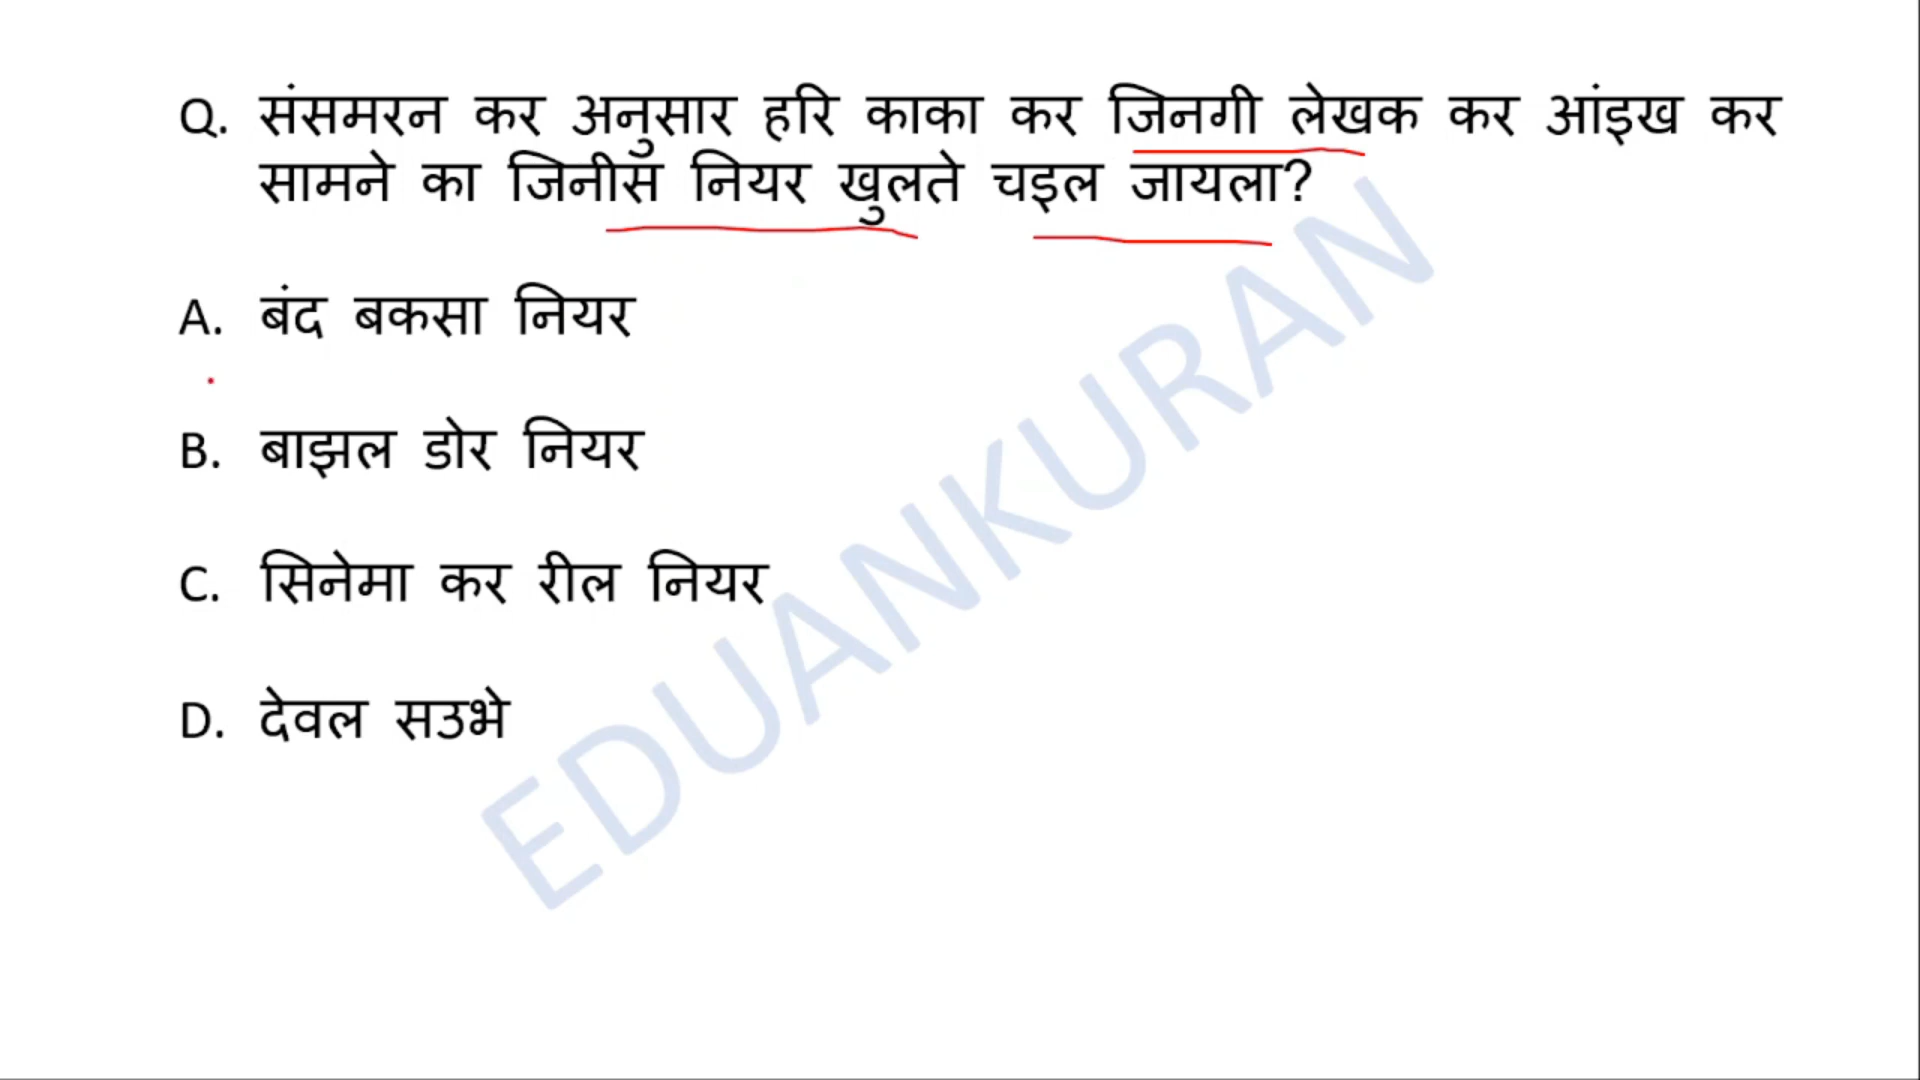 Q. संसमरन कर अनुसार हरि काका कर जिनगी लेखक कर आंइख कर
सामने का जिनीस नियर खुलते चइल जायला?
A. बंद बकसा नियर
B. बाझल डोर नियर
C. सिनेमा कर रील नियर
D. देवल सउभे
EDUANKURAN